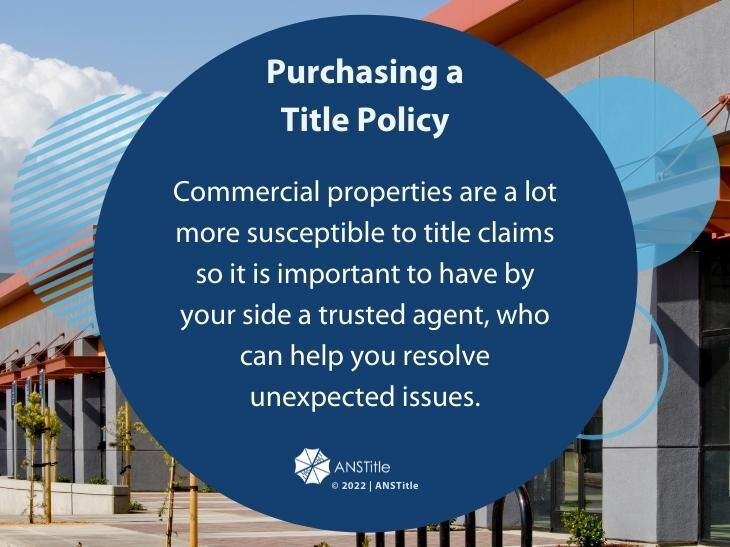 Purchasing a
Title Policy
Commercial properties are a lot
more susceptible to title claims
so it is important to have by
your side a trusted agent, who
can help you resolve
unexpected issues.
ANSTitle
© 2022 | ANSTitle